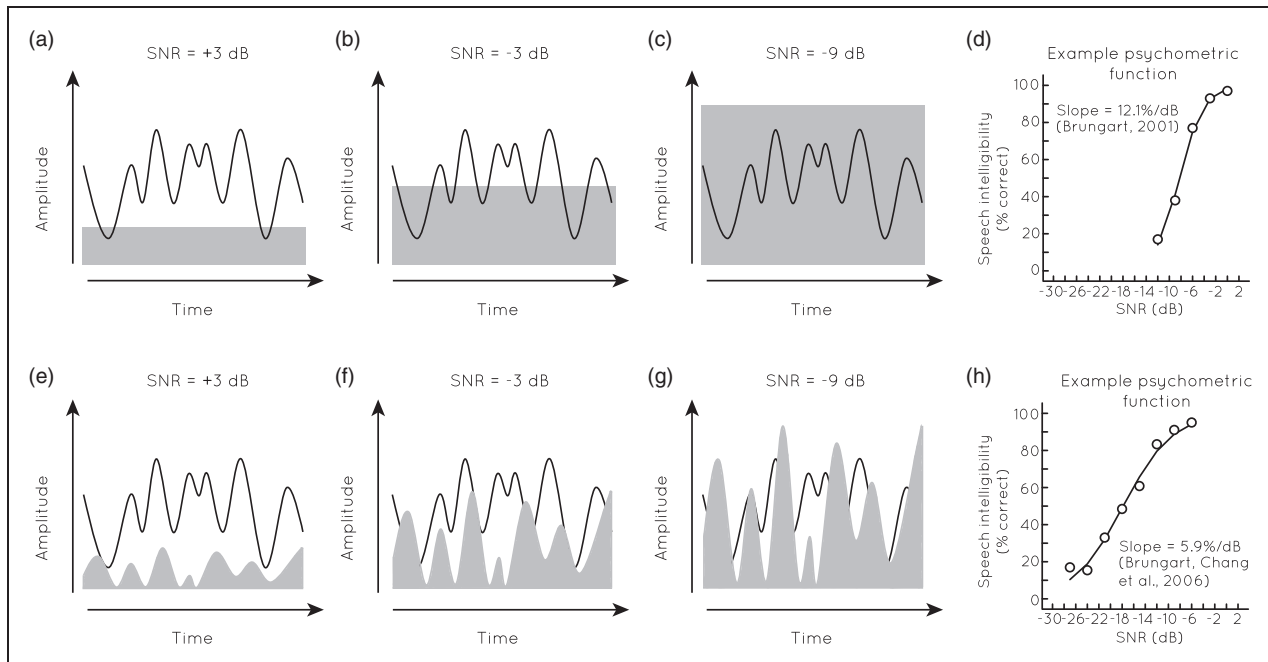 (a)
SNR = +3 dB
Amplitude
Time
(b)
SNR = -3 dB
Amplitude
Time
(c)
SNR = -9 dB
Amplitude
Time
(d)
Example psychometric
function
Speech intelligibility
(% correct)
100
80
60
40
20
0
Slope = 12.1%/dB
(Brungart, 2001)
-30 -26 -22 -18 -14 -10 -6 -2 2
SNR (dB)
(e)
SNR = +3 dB
Amplitude
Time
(f)
SNR = -3 dB
Amplitude
Time
(g)
SNR = -9 dB
Amplitude
Time
(h)
Example psychometric
function
Speech intelligibility
(% correct)
100
80
60
40
20
0
Slope = 5.9%/dB
(Brungart, Chang
et al., 2006)
-30 -26 -22 -18 -14 -10 -6 -2 2
SNR (dB)